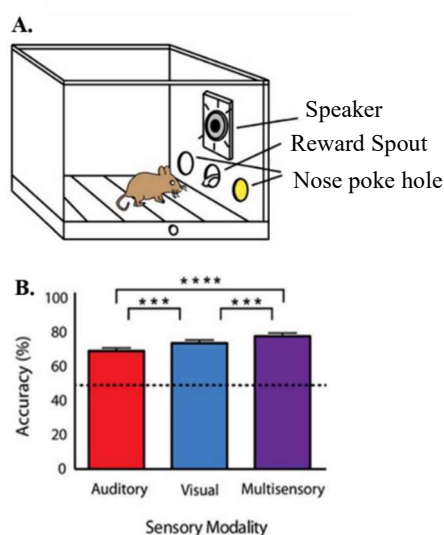 A.
Speaker
Reward Spout
Nose poke hole
B.
****
*** ***
100
80
60
40
20
0
Accuracy (%)
Auditory Visual Multisensory
Sensory Modality